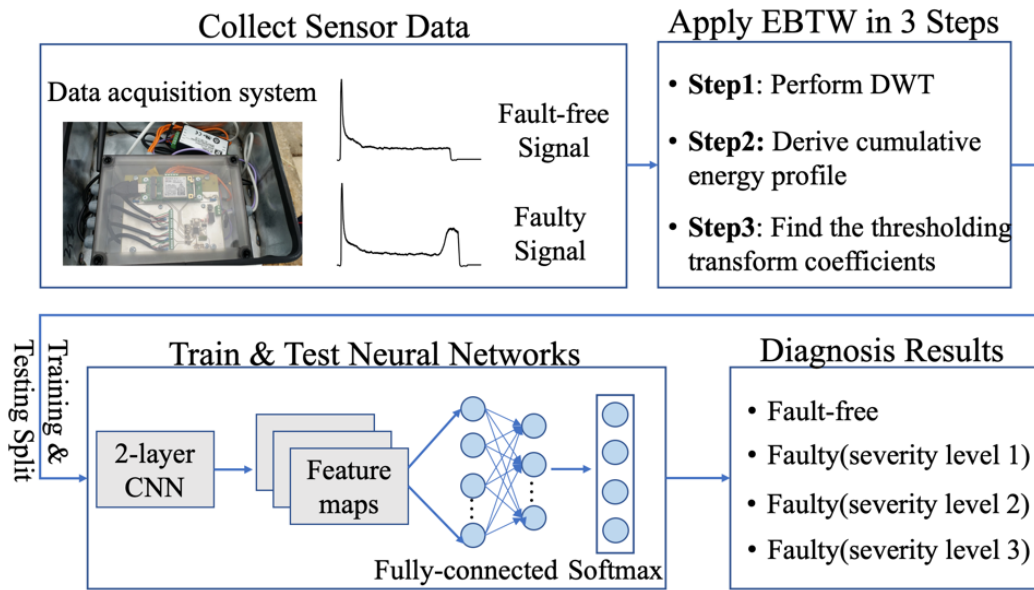 Collect Sensor Data
Data acquisition system
Fault-free
Signal
Faulty
Signal
Apply EBTW in 3 Steps
• Step1: Perform DWT
• Step2: Derive cumulative
energy profile
• Step3: Find the thresholding
transform coefficients
Training &
Testing Split
Train & Test Neural Networks
2-layer
CNN
Feature
maps
Fully-connected
Softmax
Diagnosis Results
• Fault-free
• Faulty(severity level 1)
• Faulty(severity level 2)
• Faulty(severity level 3)